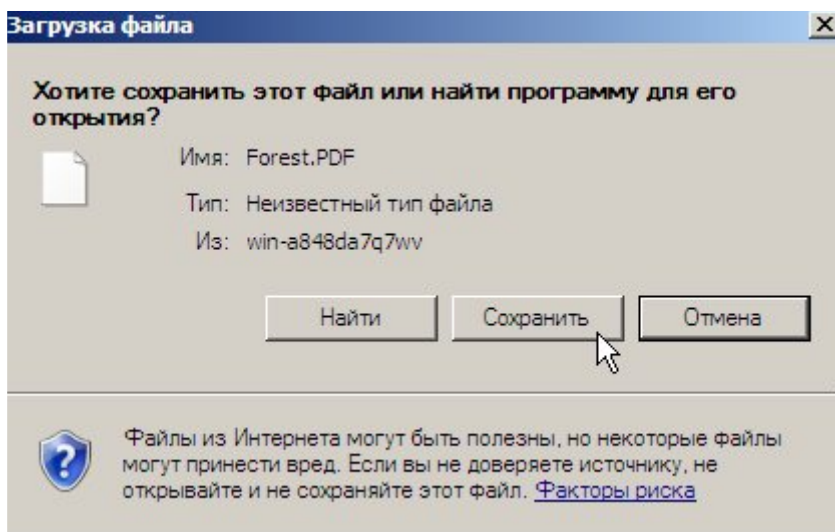 Загрузка файла
Хотите сохранить этот файл или найти программу для его
открытия?
Имя: Forest.PDF
Тип: Неизвестный тип файла
Из: win-a848da7q7wv
Найти Сохранить Отмена
Файлы из Интернета могут быть полезны, но некоторые файлы
могут принести вред. Если вы не доверяете источнику, не
открывайте и не сохраняйте этот файл. Факторы риска